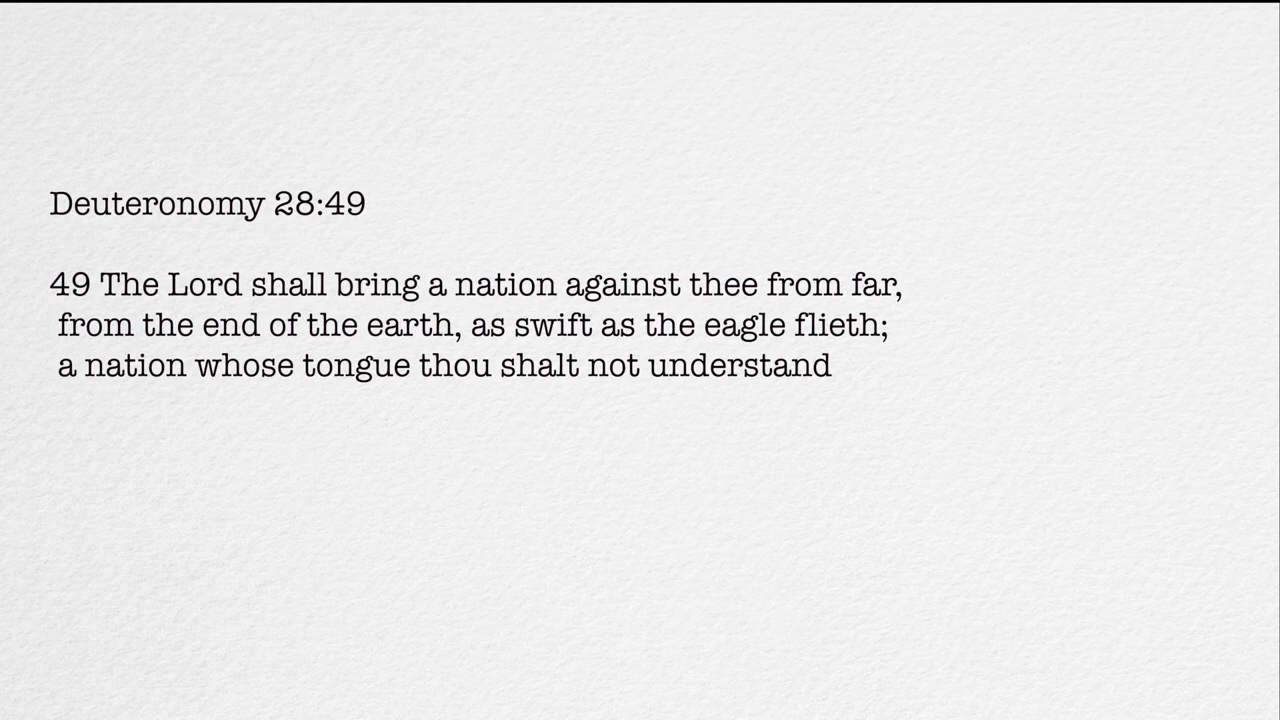 Deuteronomy 28:49
49 The Lord shall bring a nation against thee from far,
from the end of the earth, as swift as the eagle flieth;
a nation whose tongue thou shalt not understand